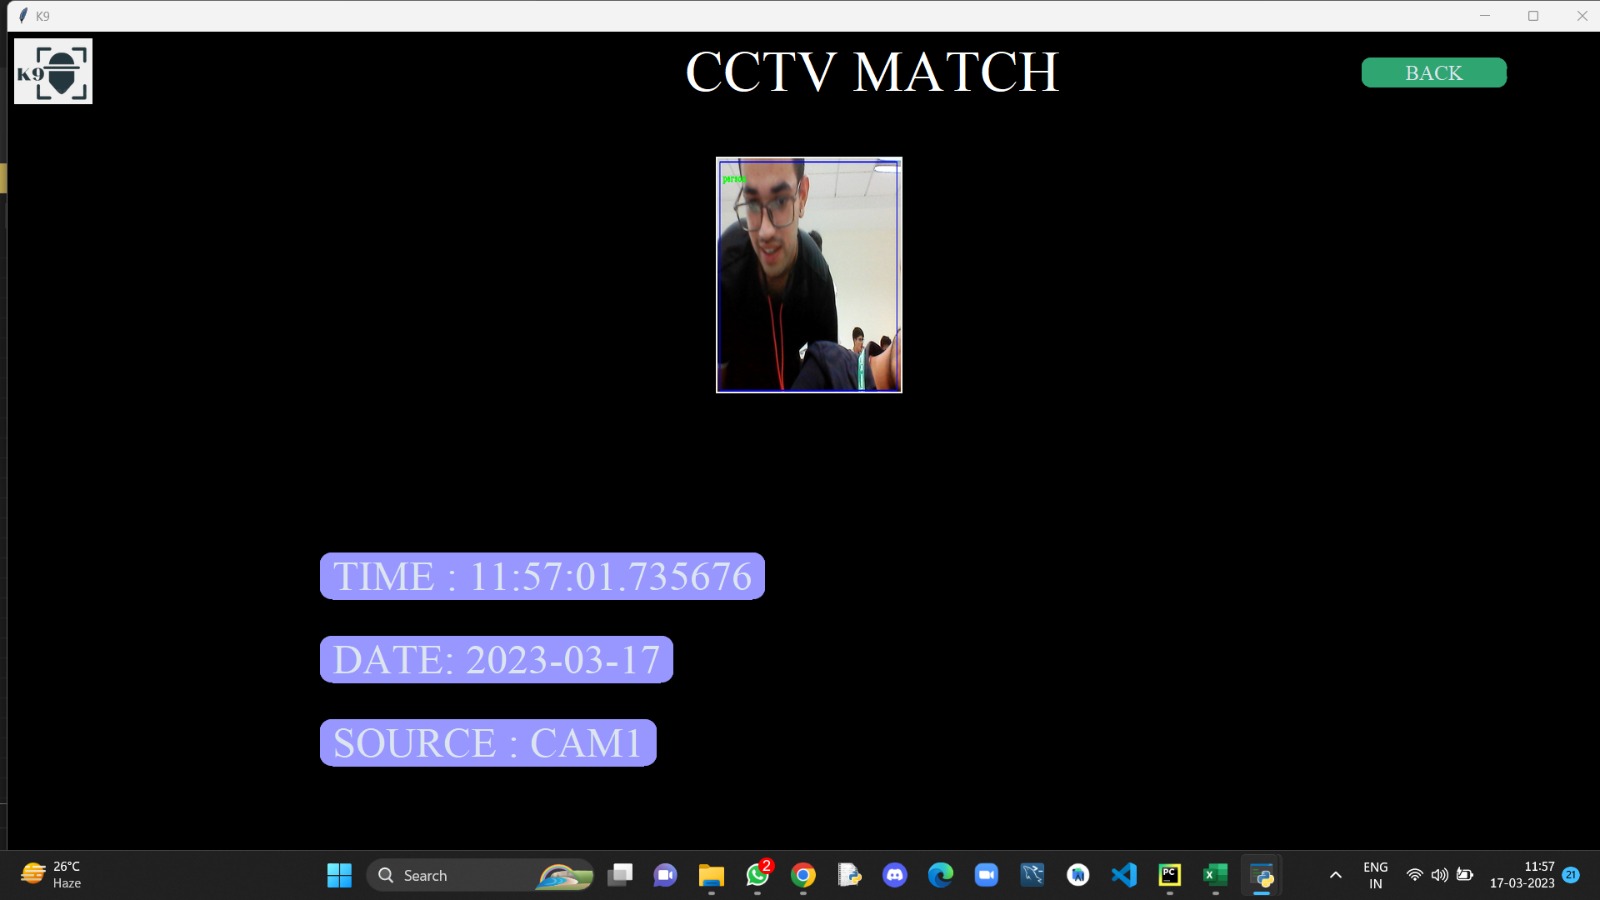 K9
K9
CCTV MATCH
BACK
person
TIME : 11:57:01.735676
DATE: 2023-03-17
SOURCE : CAM1
26°C
Haze
Search
2
PC
X
ENG
IN
11:57
17-03-2023
21